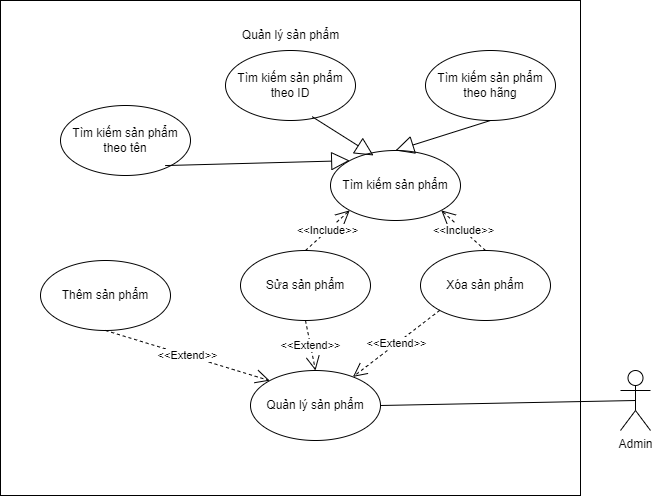 Quản lý sản phẩm
Tìm kiếm sản phẩm
theo ID
Tìm kiếm sản phẩm
theo hãng
Tìm kiếm sản phẩm
theo tên
Tìm kiếm sản phẩm
<<Include>>
<<Include>>
Thêm sản phẩm
Sửa sản phẩm
Xóa sản phẩm
<<Extend>>
<<Extend>>
<<Extend>>
Quản lý sản phẩm
Admin